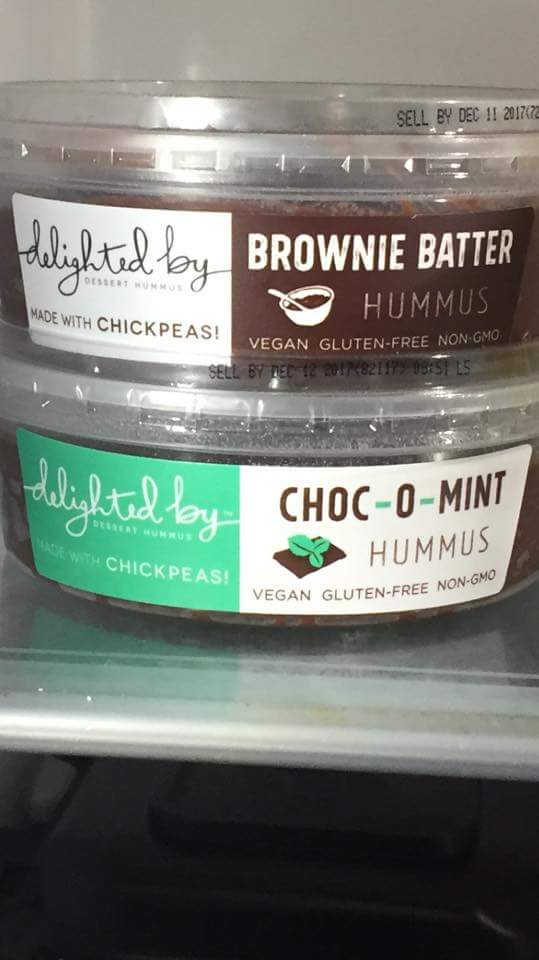 SELL BY DEC 11 2017
delighted by
DESSERT HUMMUS
MADE WITH CHICKPEAS!
BROWNIE BATTER
HUMMUS
VEGAN GLUTEN-FREE NON-GMO
SELL BY DEC 12 2017
delighted by™
DESSERT HUMMUS
MADE WITH CHICKPEAS!
CHOC-O-MINT
HUMMUS
VEGAN GLUTEN-FREE NON-GMO